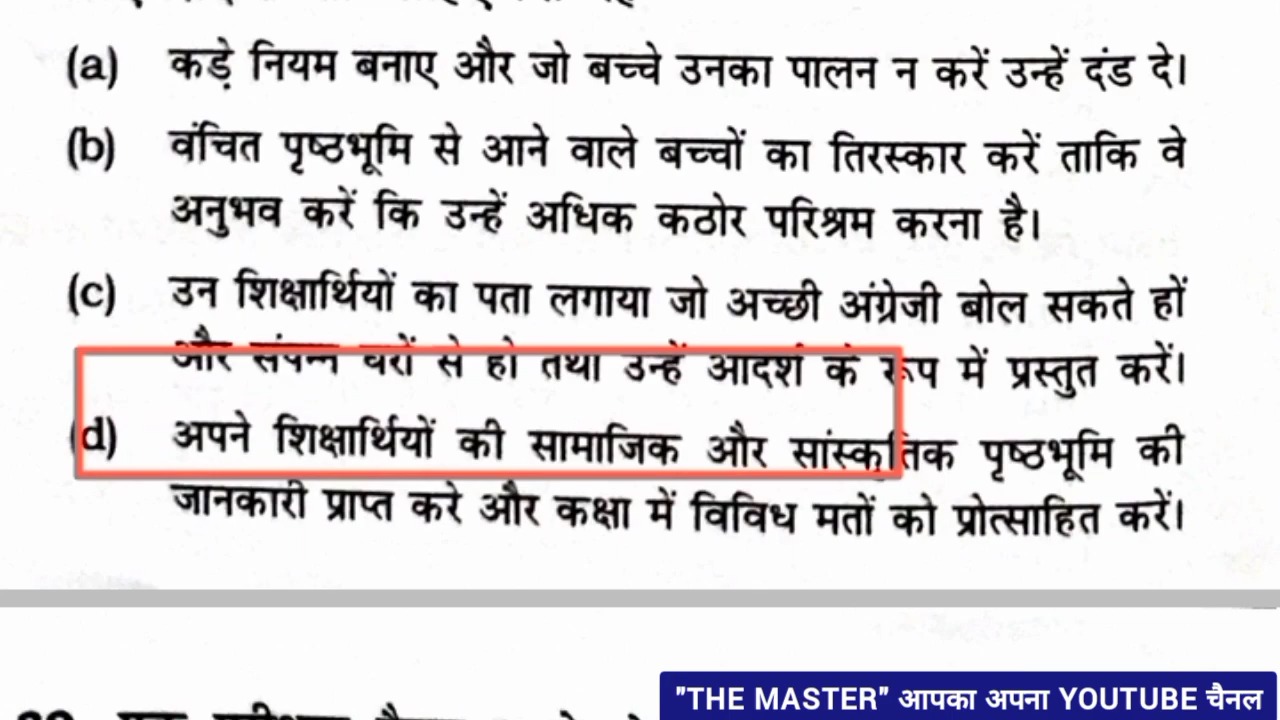 (a) कड़े नियम बनाए और जो बच्चे उनका पालन न करें उन्हें दंड दे।
(b) वंचित पृष्ठभूमि से आने वाले बच्चों का तिरस्कार करें ताकि वे
अनुभव करें कि उन्हें अधिक कठोर परिश्रम करना है।
(c) उन शिक्षार्थियों का पता लगाया जो अच्छी अंग्रेजी बोल सकते हों
और संपन्न घरों से हो तथा उन्हें आदर्श के रूप में प्रस्तुत करें।
(d) अपने शिक्षार्थियों की सामाजिक और सांस्कृतिक पृष्ठभूमि की
जानकारी प्राप्त करे और कक्षा में विविध मतों को प्रोत्साहित करें।
"THE MASTER" आपका अपना YOUTUBE चैनल